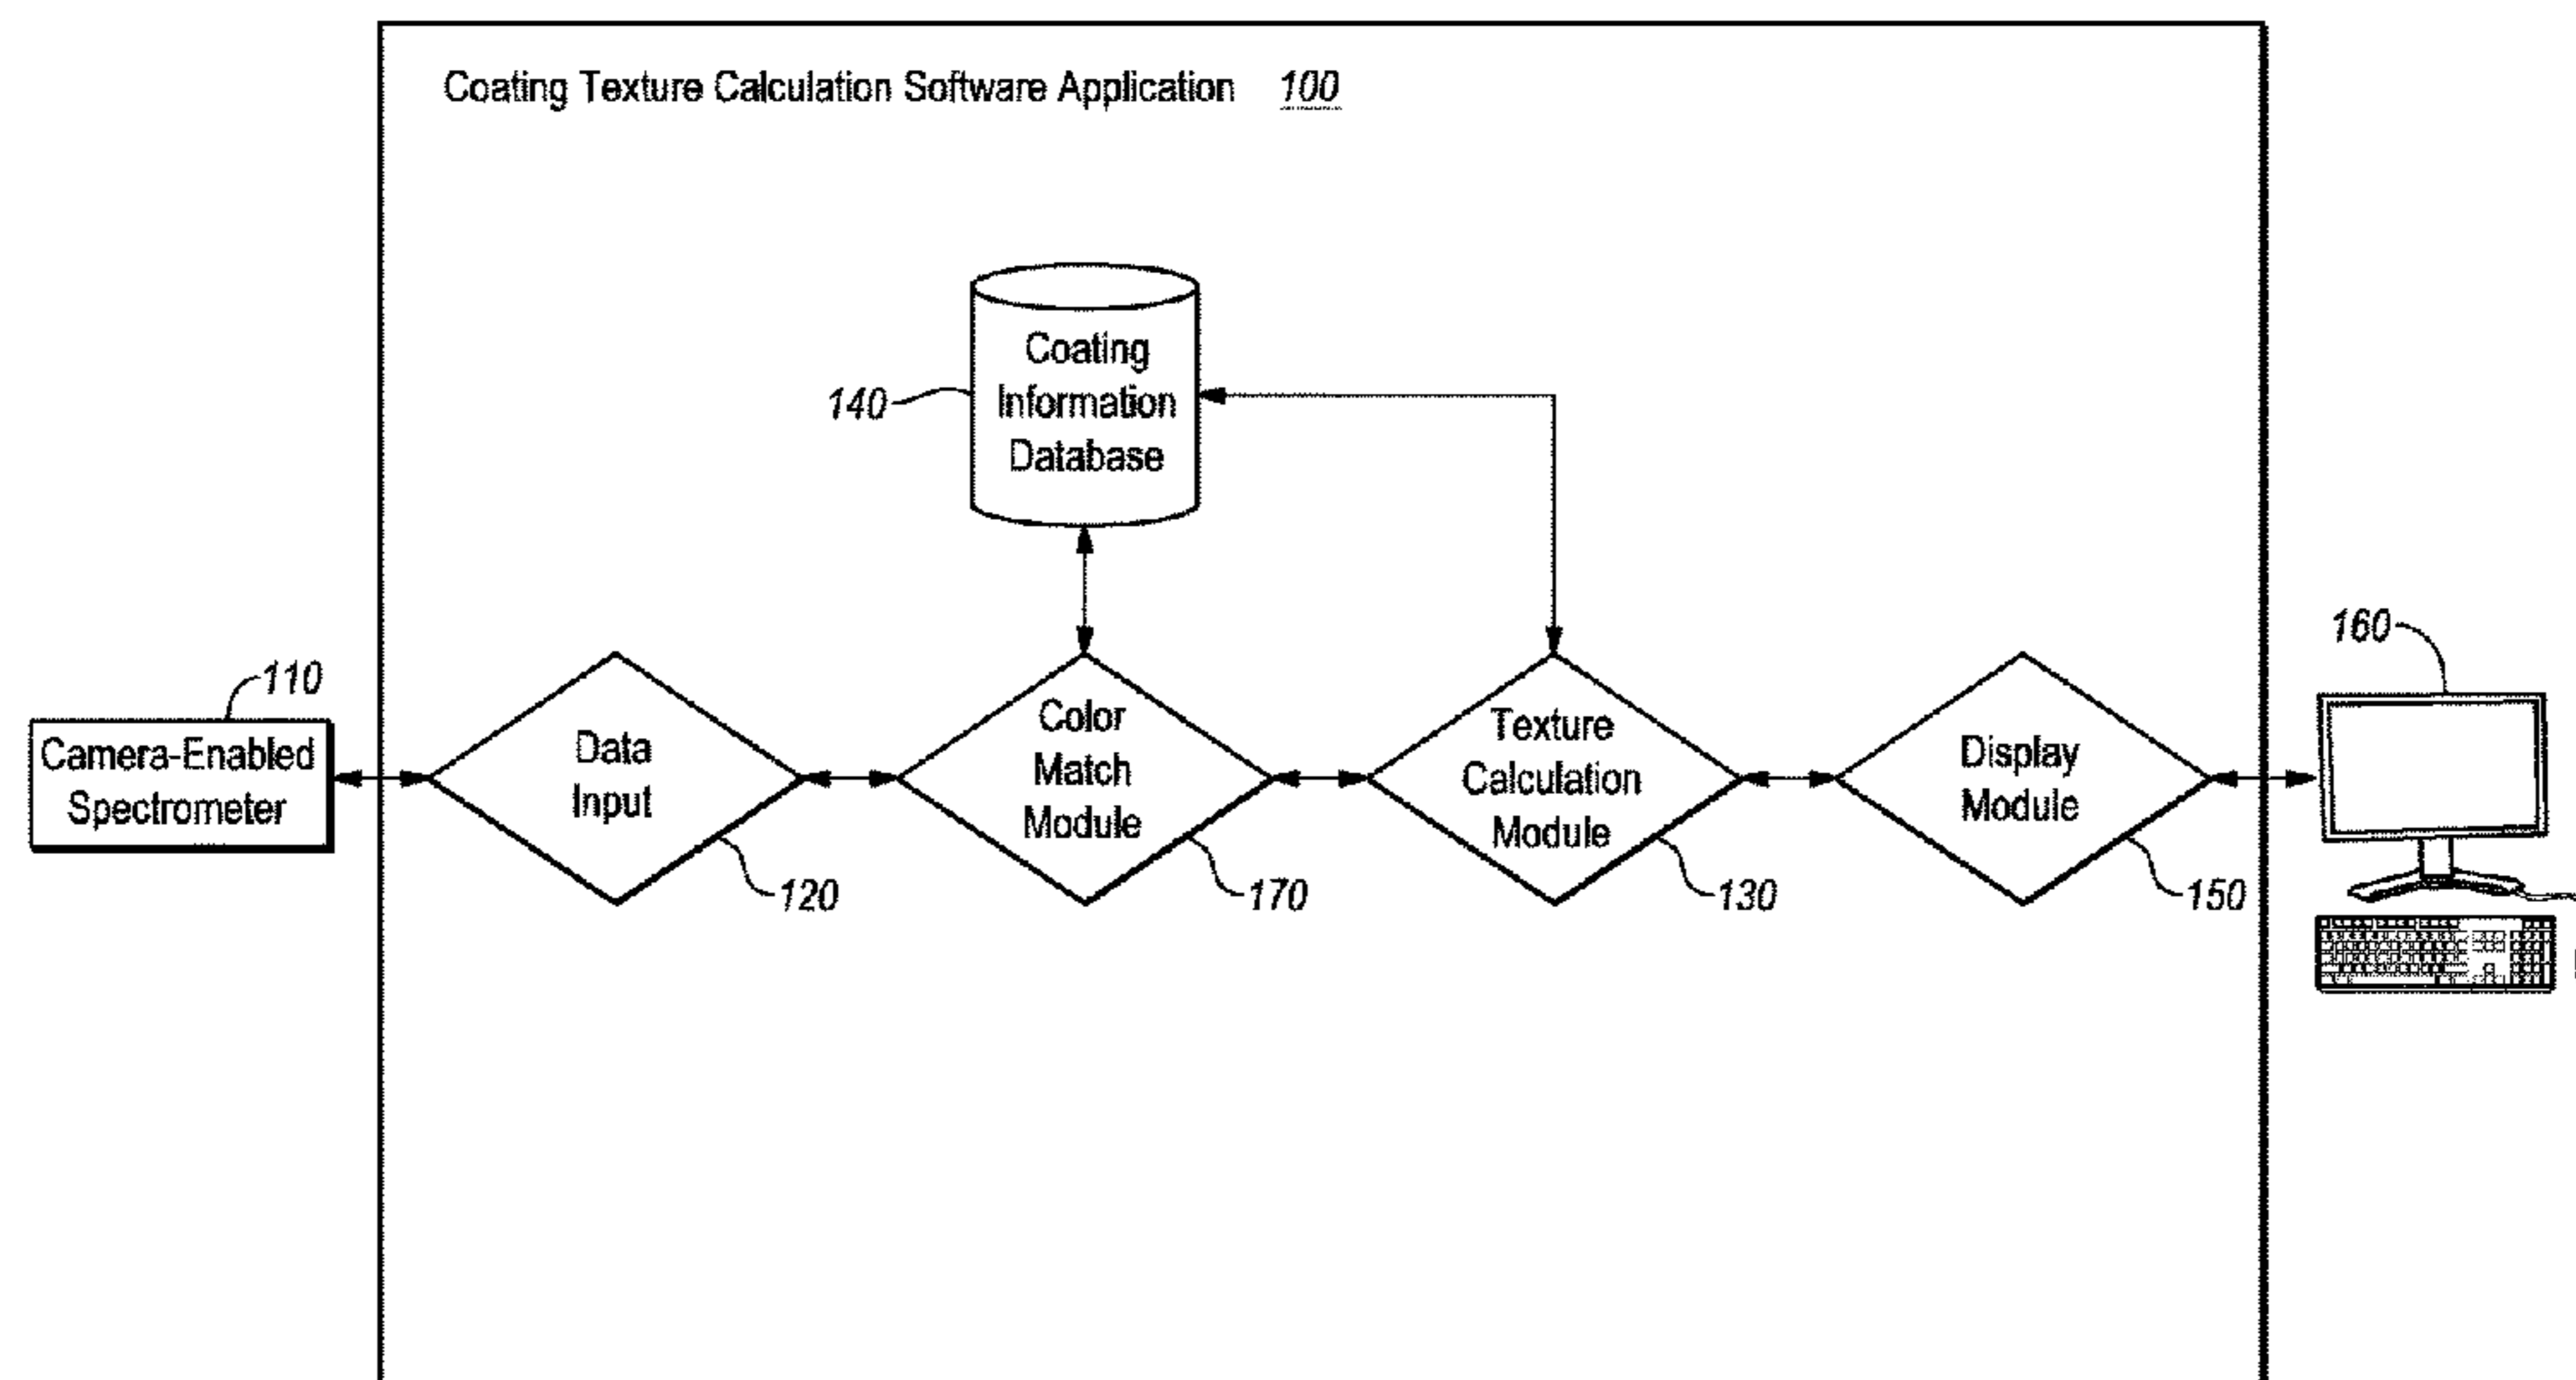 Coating Texture Calculation Software Application 100
Coating
Information
Database
140
160
110
Camera-Enabled
Spectrometer
Data
Input
120
Color
Match
Module
170
Texture
Calculation
Module
130
Display
Module
150